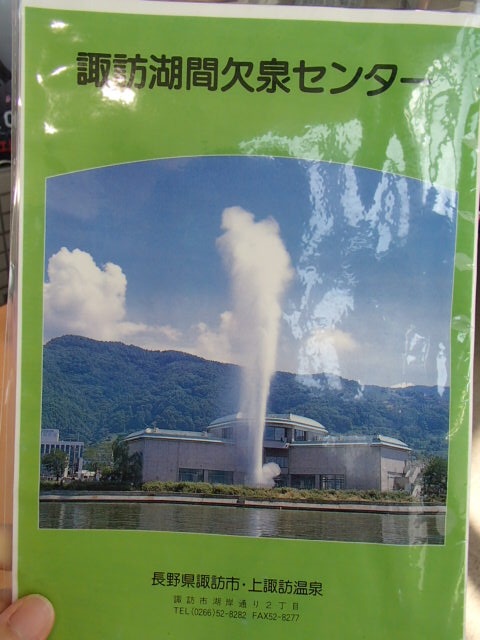 諏訪湖間欠泉センター
長野県諏訪市・上諏訪温泉
諏訪市湖岸通り2丁目
TEL(0266)52-8282 FAX52-8277